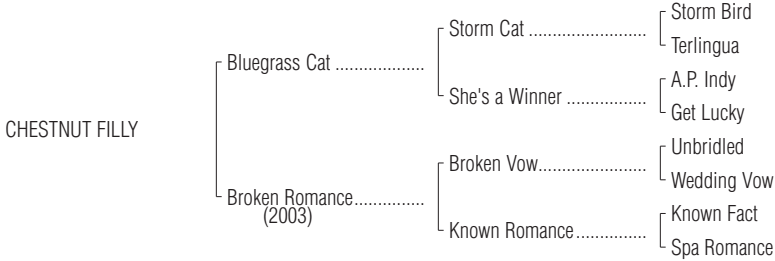 Storm Bird
Storm Cat ........................
Terlingua
Bluegrass Cat ..................
A.P. Indy
She's a Winner ................
Get Lucky
CHESTNUT FILLY
Unbridled
Broken Vow......................
Wedding Vow
Broken Romance..............
(2003)
Known Fact
Known Romance..............
Spa Romance